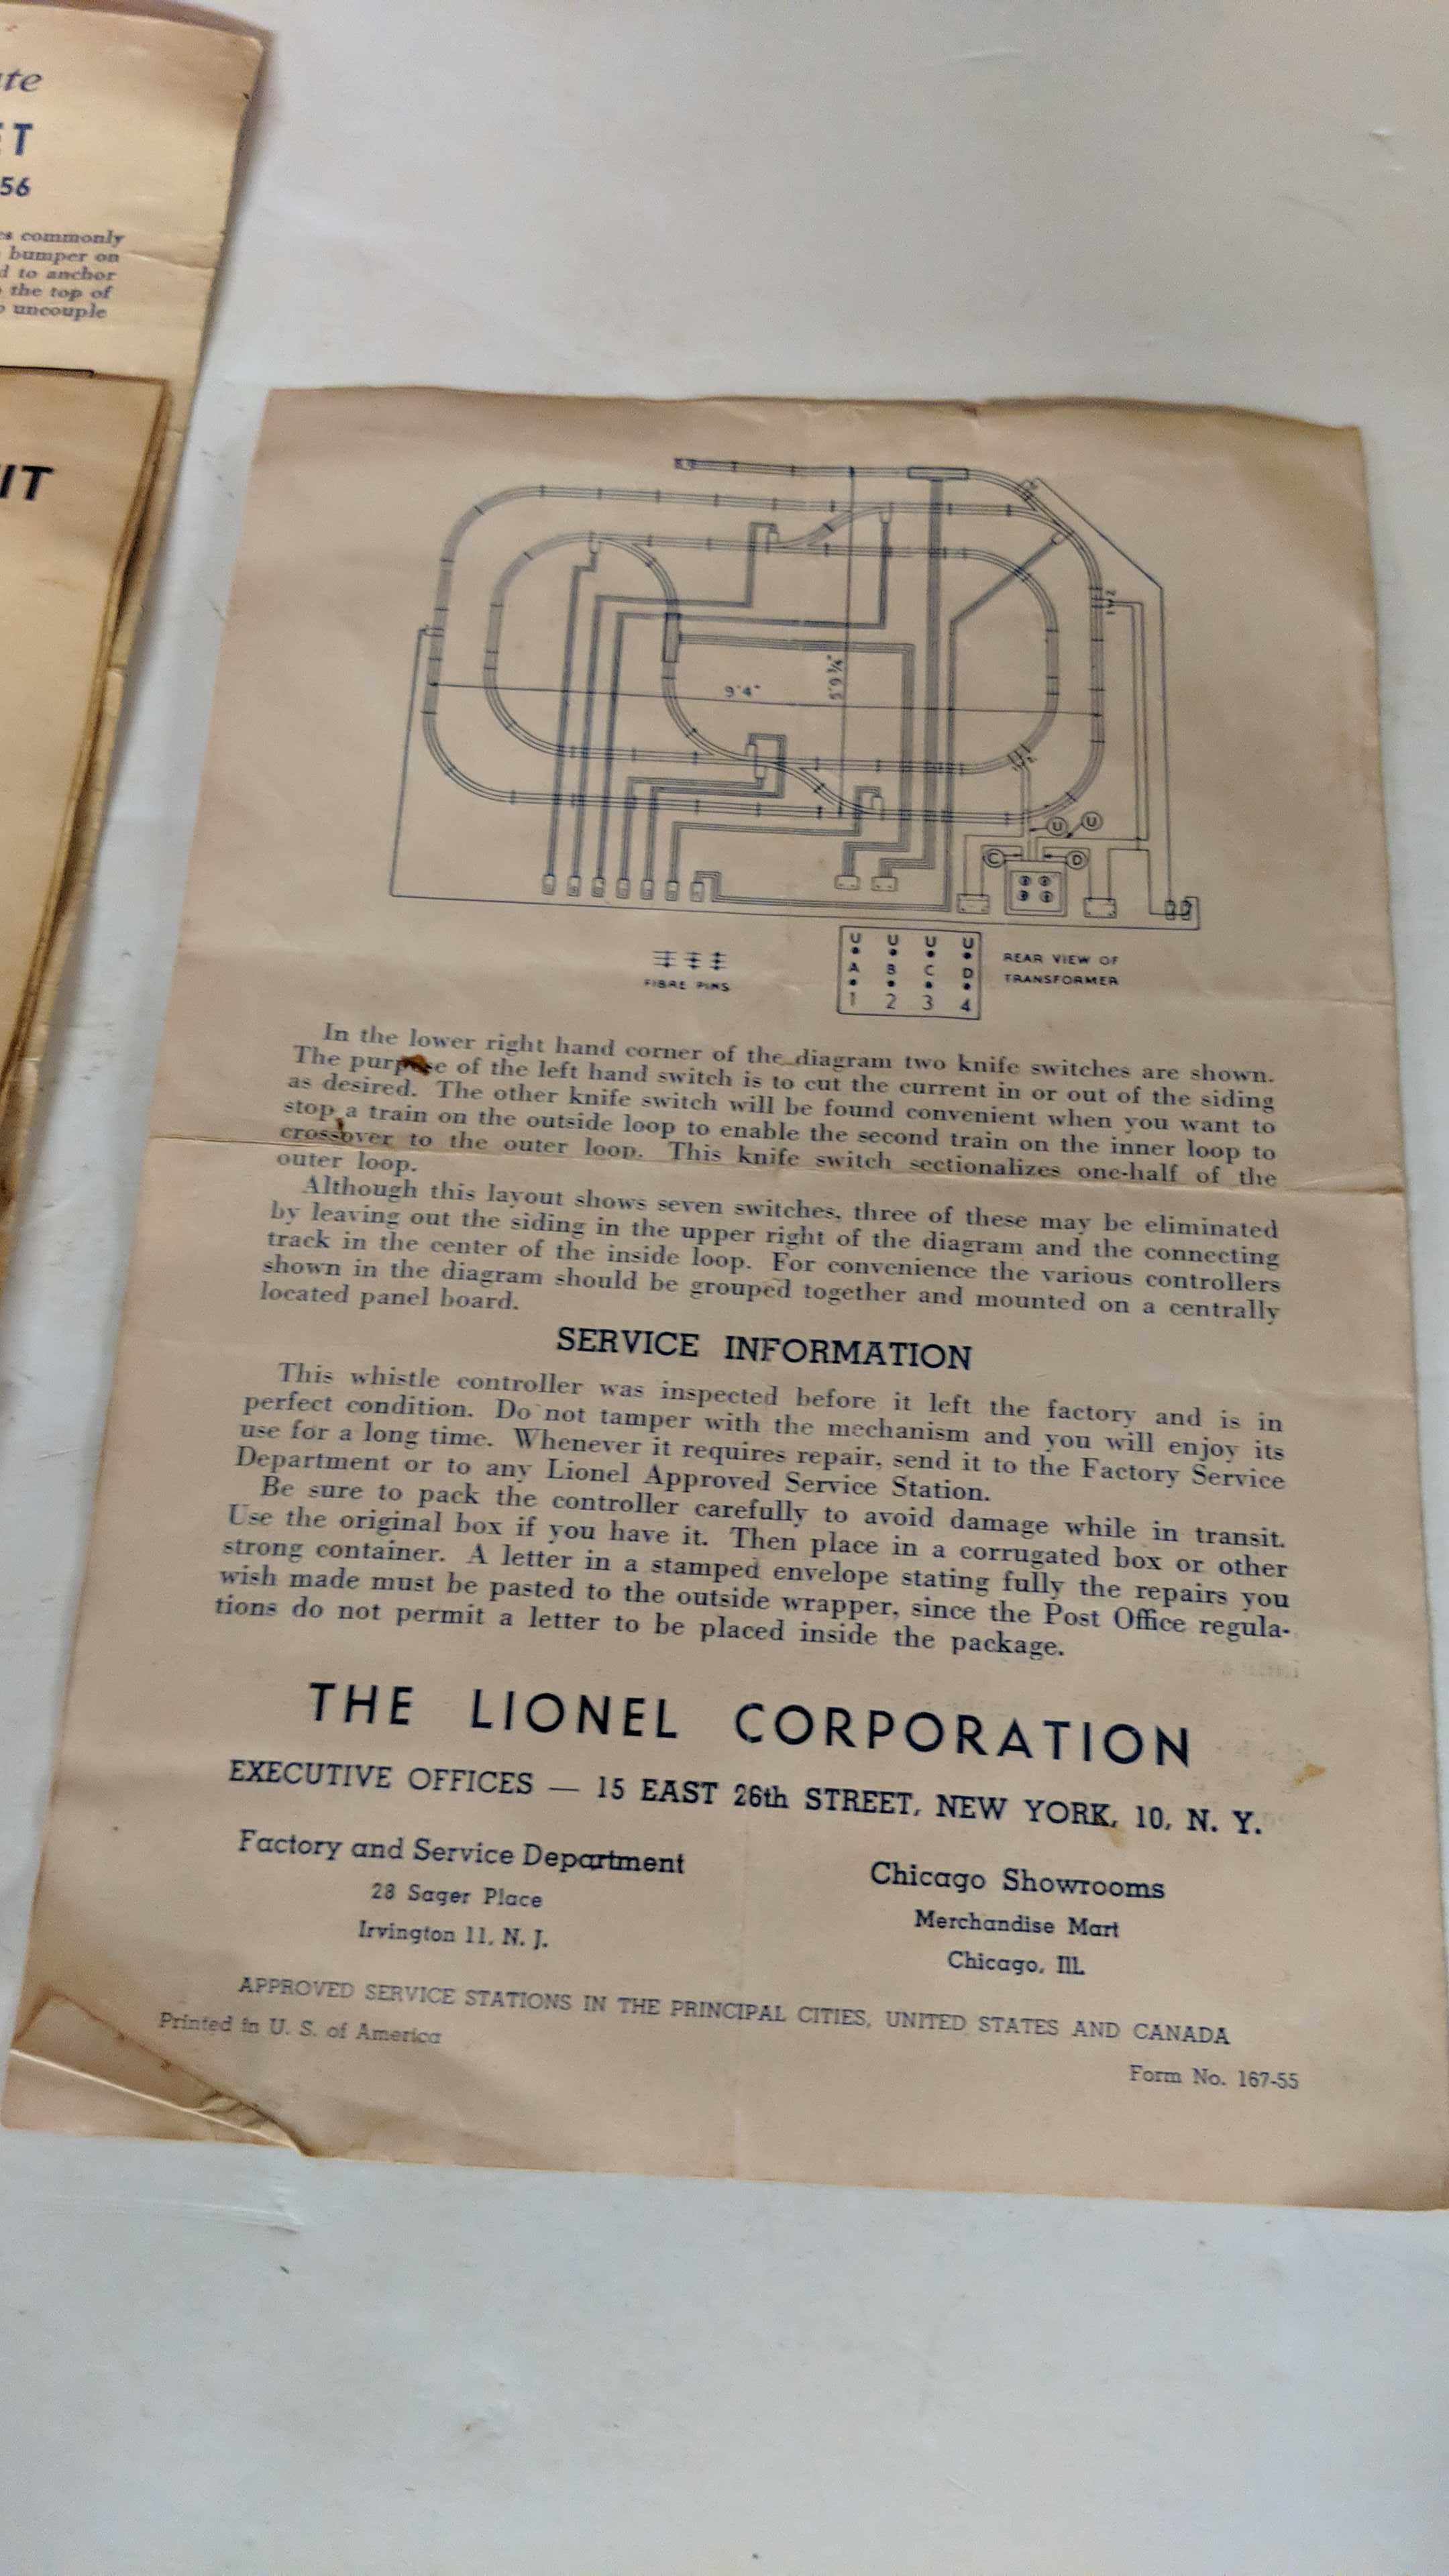 te
ET
56
commonly
bumper on
to anchor
the top of
uncouple
IT
9'4"
5'9¾"
U U
C D
FIBRE PINS
U U U U
A B C D
1 2 3 4
REAR VIEW OF
TRANSFORMER
In the lower right hand corner of the diagram two knife switches are shown.
The purp se of the left hand switch is to cut the current in or out of the siding
as desired. The other knife switch will be found convenient when you want to
stop a train on the outside loop to enable the second train on the inner loop to
crossover to the outer loop. This knife switch sectionalizes one-half of the
outer loop.
Although this layout shows seven switches, three of these may be eliminated
by leaving out the siding in the upper right of the diagram and the connecting
track in the center of the inside loop. For convenience the various controllers
shown in the diagram should be grouped together and mounted on a centrally
located panel board.
SERVICE INFORMATION
This whistle controller was inspected before it left the factory and is in
perfect condition. Do not tamper with the mechanism and you will enjoy its
use for a long time. Whenever it requires repair, send it to the Factory Service
Department or to any Lionel Approved Service Station.
Be sure to pack the controller carefully to avoid damage while in transit.
Use the original box if you have it. Then place in a corrugated box or other
strong container. A letter in a stamped envelope stating fully the repairs you
wish made must be pasted to the outside wrapper, since the Post Office regula-
tions do not permit a letter to be placed inside the package.
THE LIONEL CORPORATION
EXECUTIVE OFFICES — 15 EAST 26th STREET, NEW YORK, 10, N. Y.
Factory and Service Department
28 Sager Place
Irvington 11, N. J.
Chicago Showrooms
Merchandise Mart
Chicago, Ill.
APPROVED SERVICE STATIONS IN THE PRINCIPAL CITIES, UNITED STATES AND CANADA
Printed in U. S. of America
Form No. 167-55